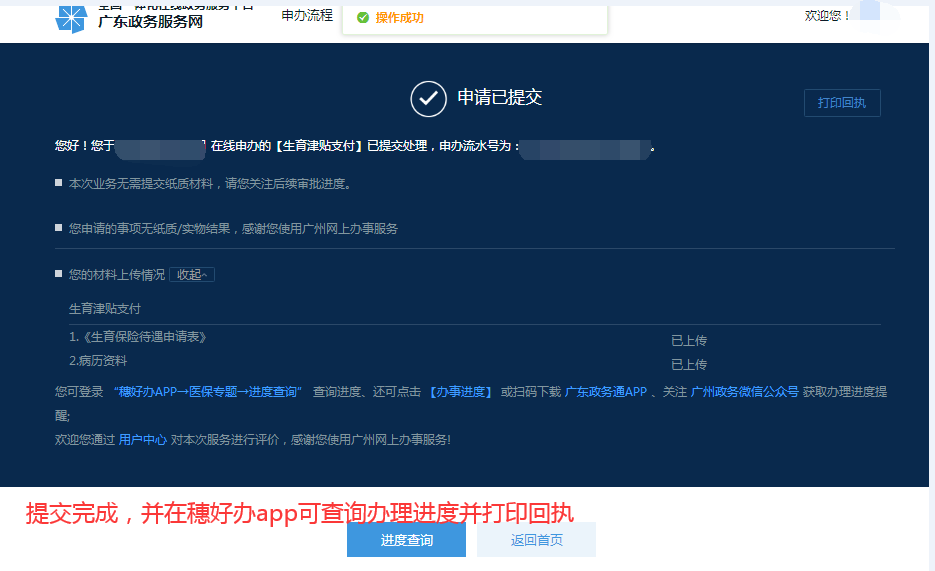 全国一体化在线政务服务平台
广东政务服务网
申办流程
操作成功
欢迎您！
申请已提交
打印回执
您好！您于 在线申办的【生育津贴支付】已提交处理，申办流水号为： 。
本次业务无需提交纸质材料，请您关注后续审批进度。
您申请的事项无纸质/实物结果，感谢您使用广州网上办事服务
您的材料上传情况 收起^
生育津贴支付
1.《生育保险待遇申请表》 已上传
2.病历资料 已上传
您可登录 “穗好办APP→医保专题→进度查询” 查询进度、还可点击 【办事进度】 或扫码下载 广东政务通APP 、关注 广州政务微信公众号 获取办理进度提
醒;
欢迎您通过 用户中心 对本次服务进行评价，感谢您使用广州网上办事服务!
提交完成，并在穗好办app可查询办理进度并打印回执
进度查询 返回首页